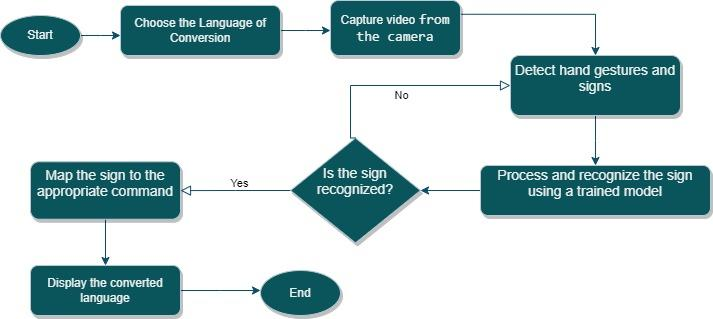 Start
Choose the Language of
Conversion
Capture video from
the camera
Detect hand gestures and
signs
No
Process and recognize the sign
using a trained model
Is the sign
recognized?
Yes
Map the sign to the
appropriate command
Display the converted
language
End